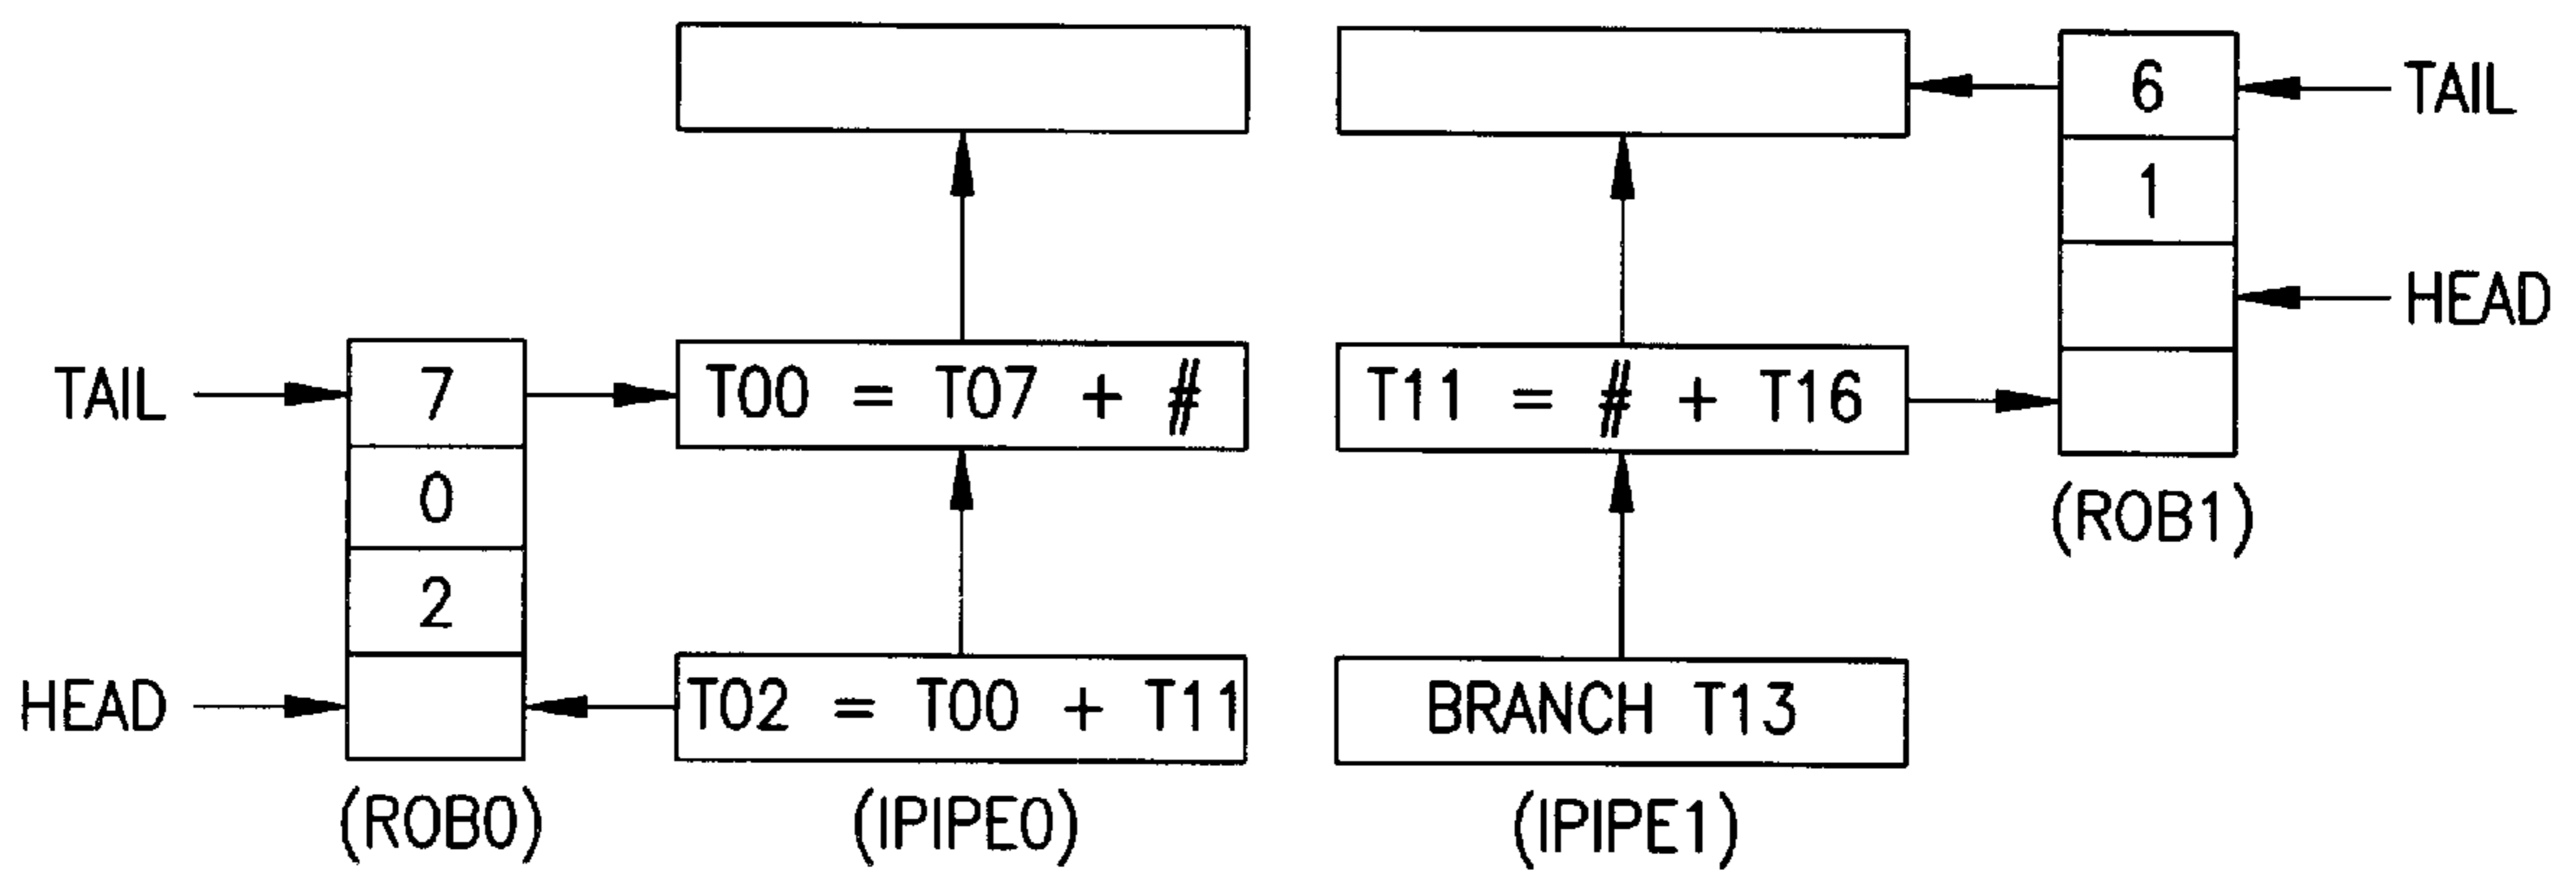 6
TAIL
1
HEAD
TAIL
7
T00 = T07 + #
T11 = # + T16
0
(ROB1)
2
HEAD
T02 = T00 + T11
BRANCH T13
(ROB0)
(IPIPE0)
(IPIPE1)